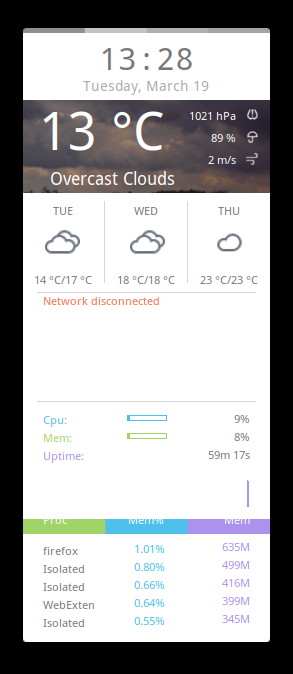 13:28
Tuesday, March 19
13 °C
1021 hPa
89 %
2 m/s
Overcast Clouds
TUE WED THU
14 °C/17 °C 18 °C/18 °C 23 °C/23 °C
Network disconnected
Cpu: 9%
Mem: 8%
Uptime: 59m 17s
Proc Mem% Mem
firefox 1.01% 635M
Isolated 0.80% 499M
Isolated 0.66% 416M
WebExten 0.64% 399M
Isolated 0.55% 345M